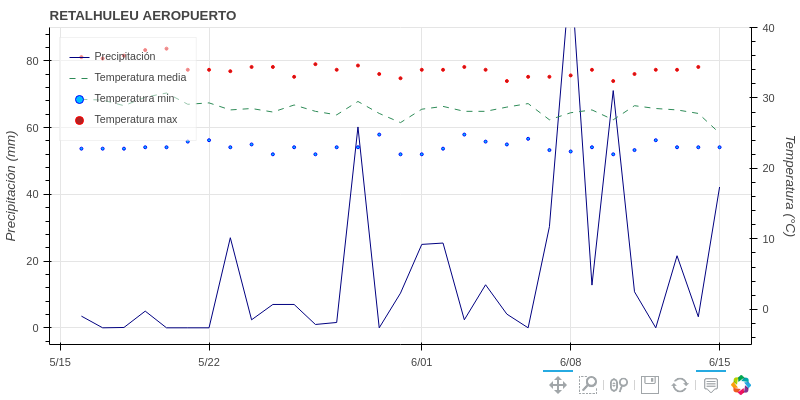 RETALHULEU AEROPUERTO
Precipitación
Temperatura media
Temperatura min
Temperatura max
Precipitación (mm)
80
60
40
20
0
Temperatura (°C)
40
30
20
10
0
5/15
5/22
6/01
6/08
6/15